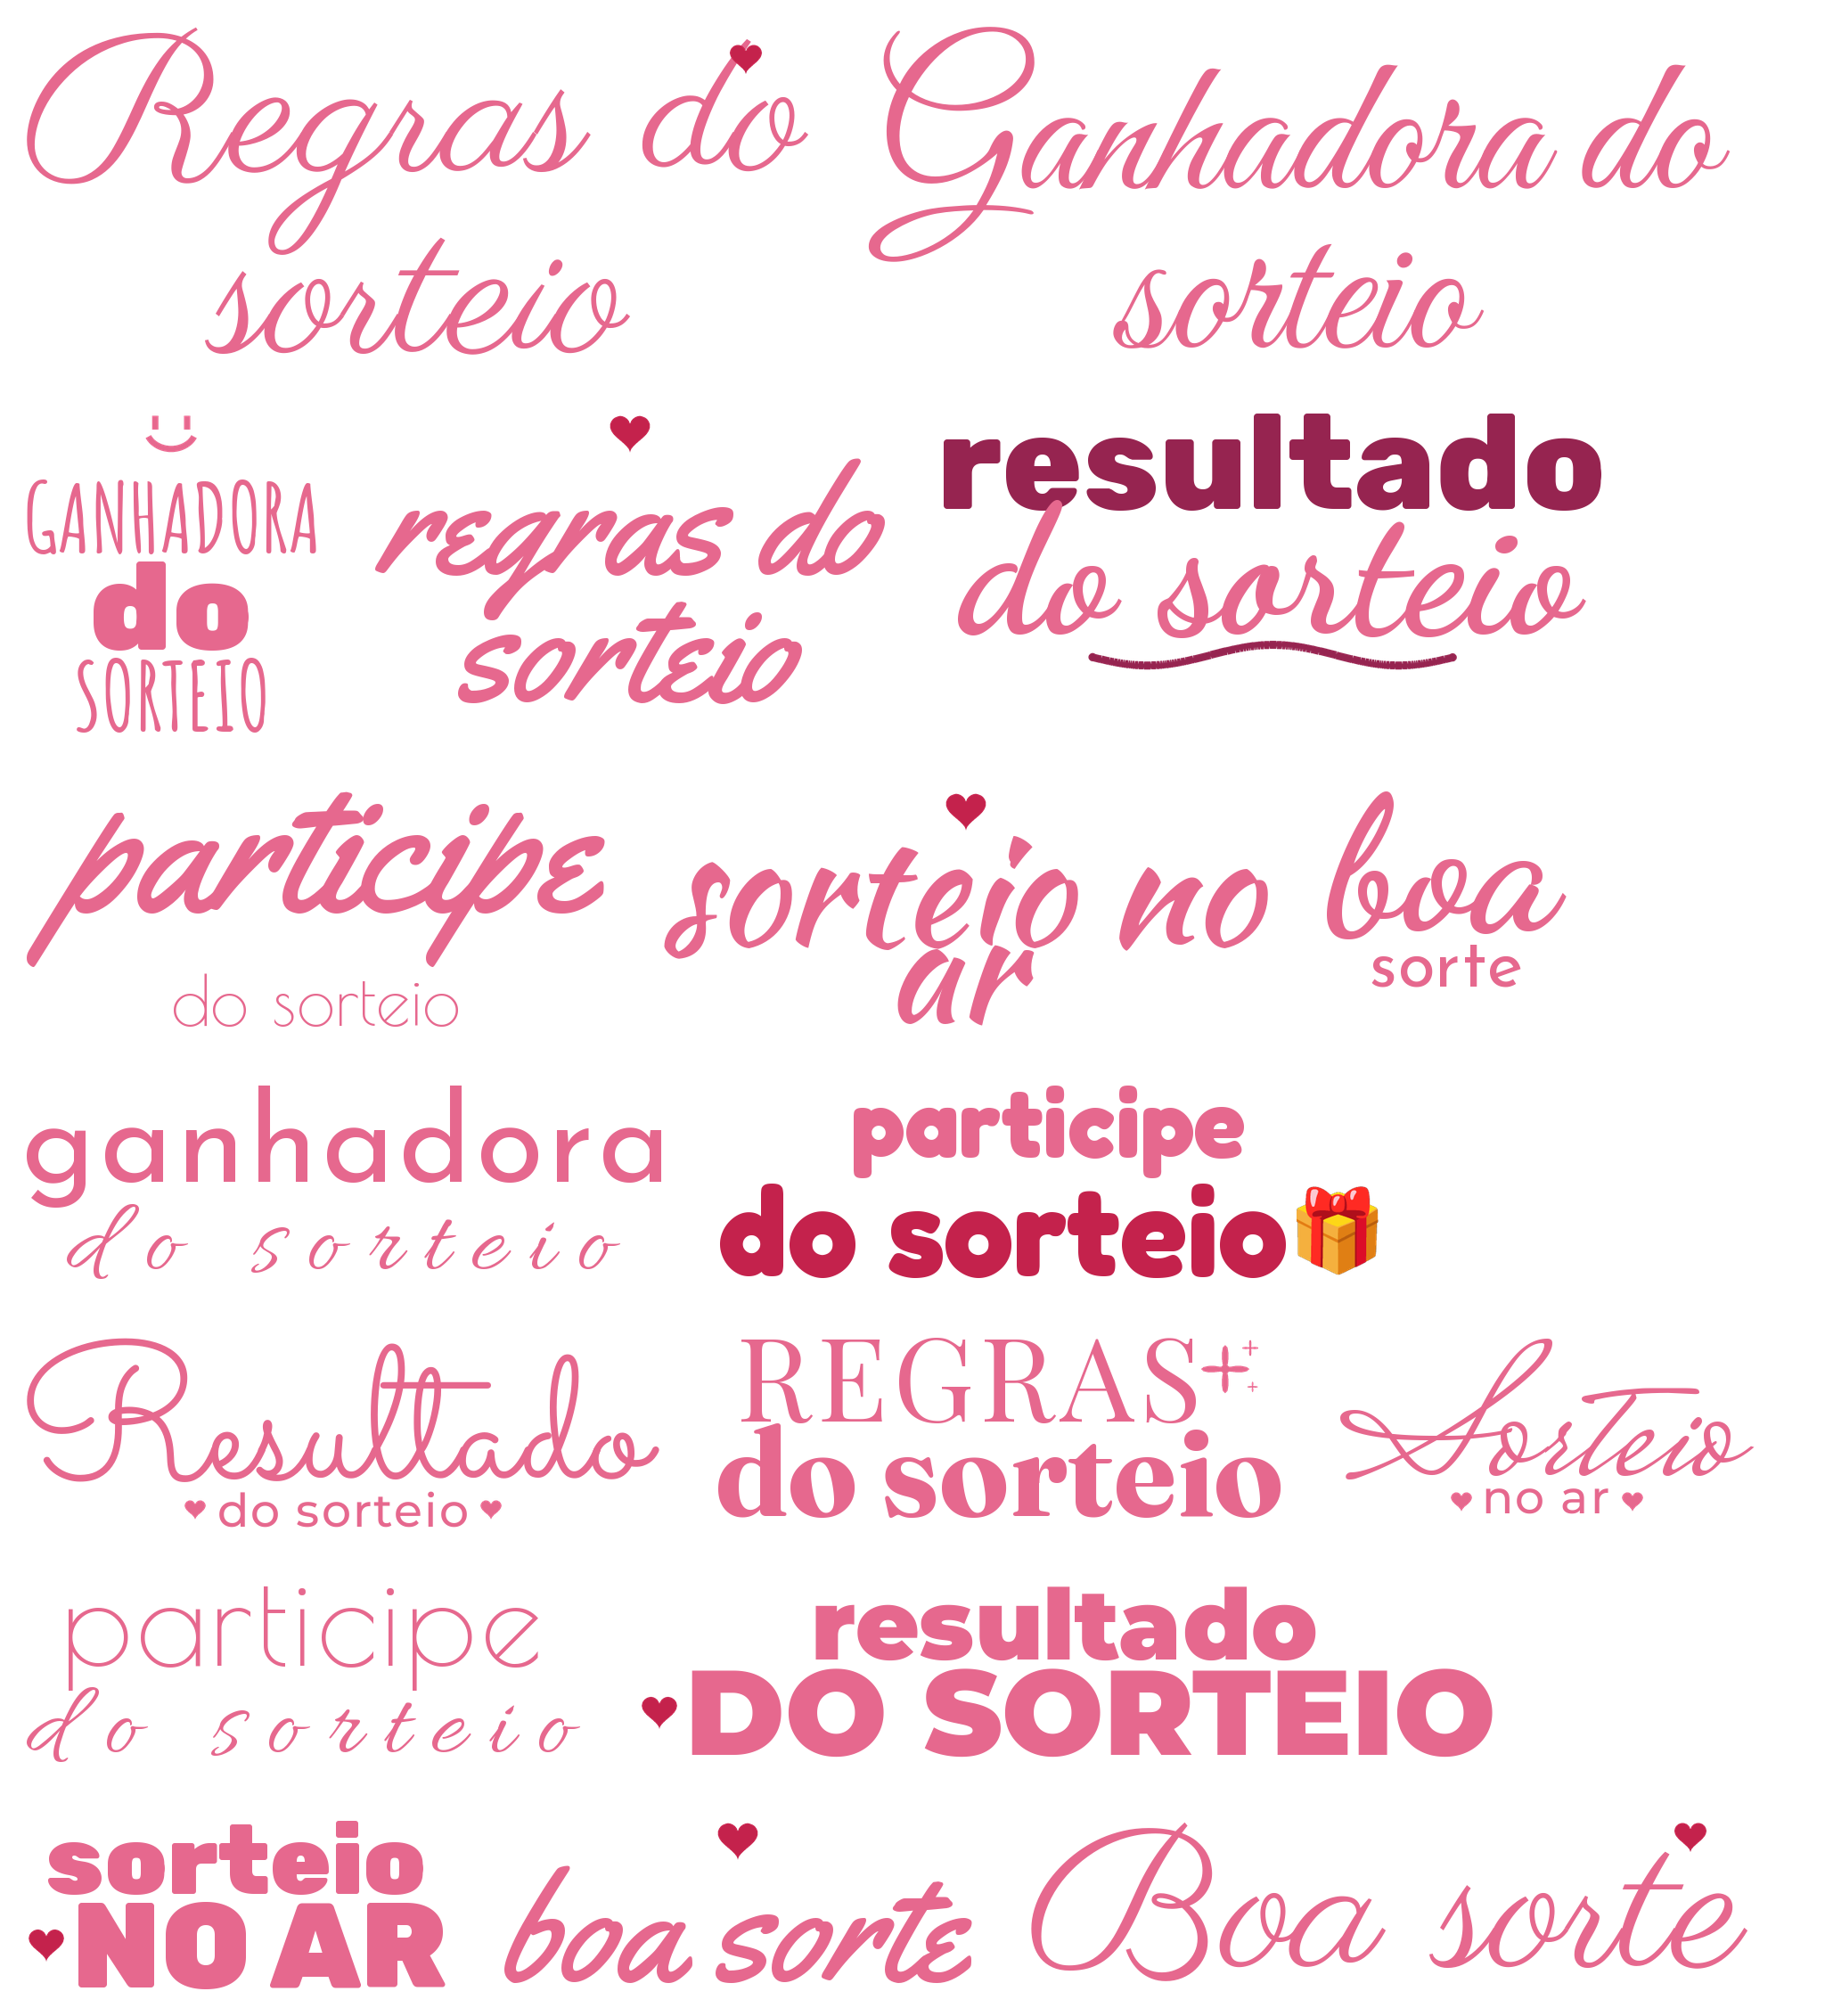 Regras do
sorteio
Ganhadora do
sorteio
GANHADORA
do
SORTEIO
regras do
sorteio
resultado
do sorteio
participe
do sorteio
sorteio no
ar
boa
sorte
ganhadora
do sorteio
participe
do sorteio
Resultado
do sorteio
REGRAS
do sorteio
Sorteio
no ar
participe
do sorteio
resultado
DO SORTEIO
sorteio
NO AR
boa sorte
Boa sorte